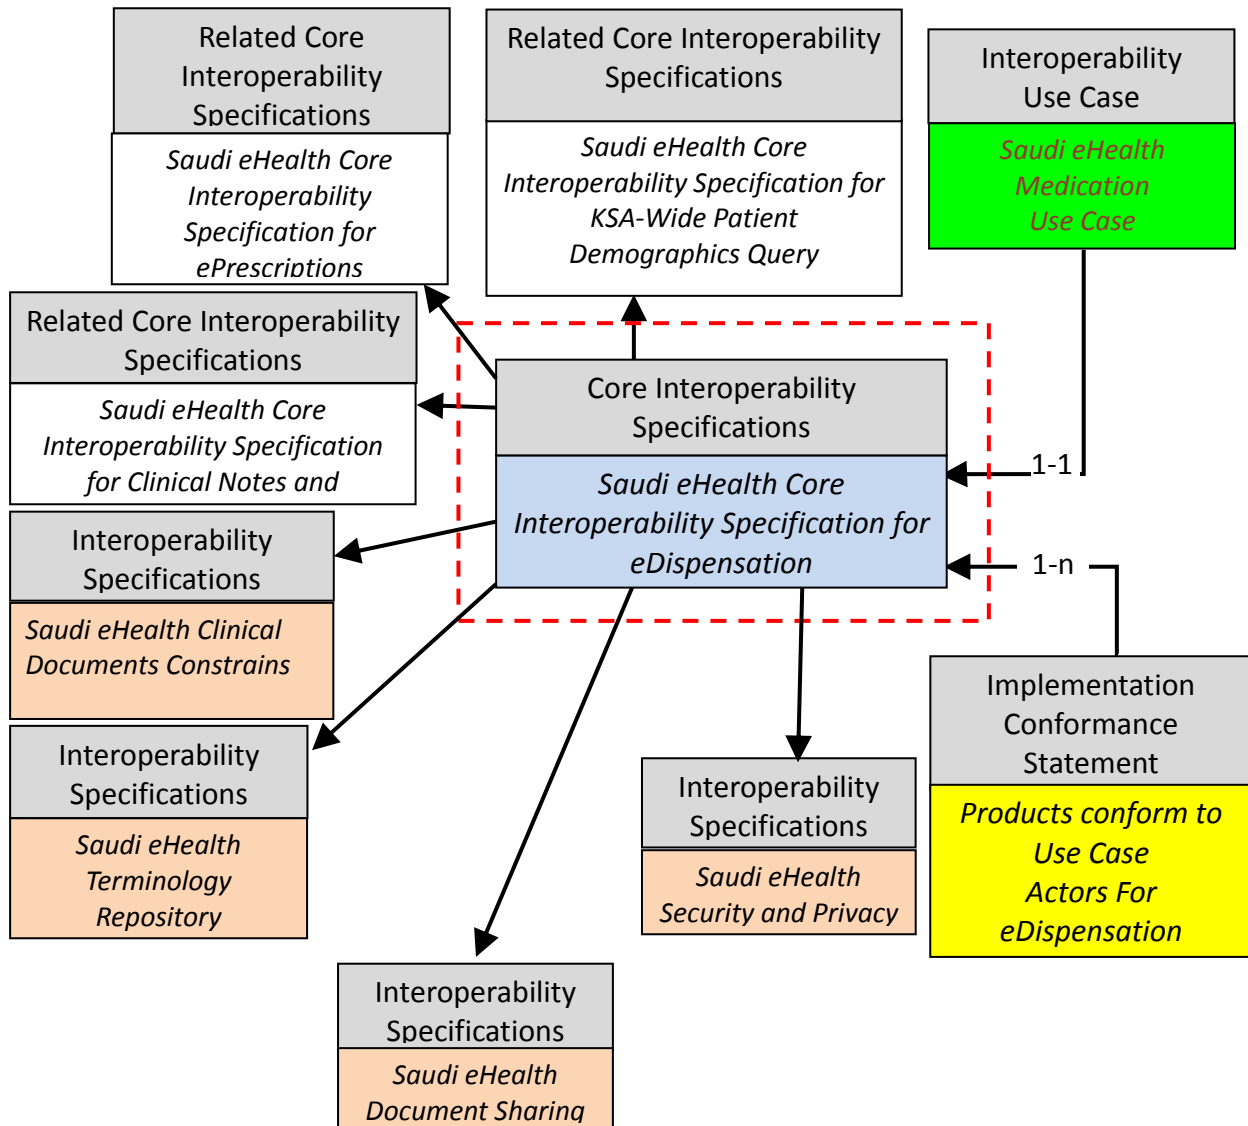 Related Core
Interoperability
Specifications
Saudi eHealth Core
Interoperability
Specification for
ePrescriptions
Related Core Interoperability
Specifications
Saudi eHealth Core
Interoperability Specification for
KSA-Wide Patient
Demographics Query
Interoperability
Use Case
Saudi eHealth
Medication
Use Case
Related Core Interoperability
Specifications
Saudi eHealth Core
Interoperability Specification
for Clinical Notes and
Core Interoperability
Specifications
Saudi eHealth Core
Interoperability Specification for
eDispensation
1-1
1-n
Interoperability
Specifications
Saudi eHealth Clinical
Documents Constrains
Interoperability
Specifications
Saudi eHealth
Terminology
Repository
Interoperability
Specifications
Saudi eHealth
Security and Privacy
Implementation
Conformance
Statement
Products conform to
Use Case
Actors For
eDispensation
Interoperability
Specifications
Saudi eHealth
Document Sharing